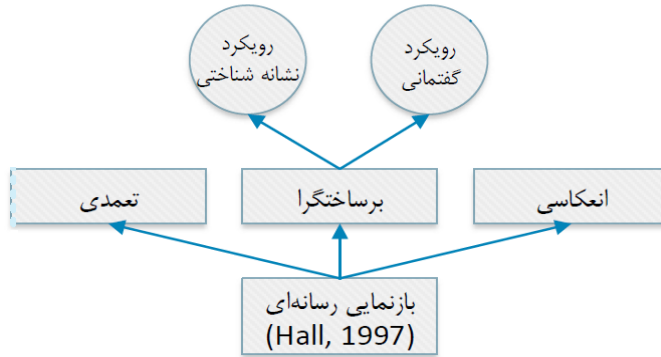 رویکرد
گفتمانی
رویکرد
نشانه شناختی
انعکاسی
برساختگرا
تعمدی
بازنمایی رسانه‌ای
(Hall, 1997)